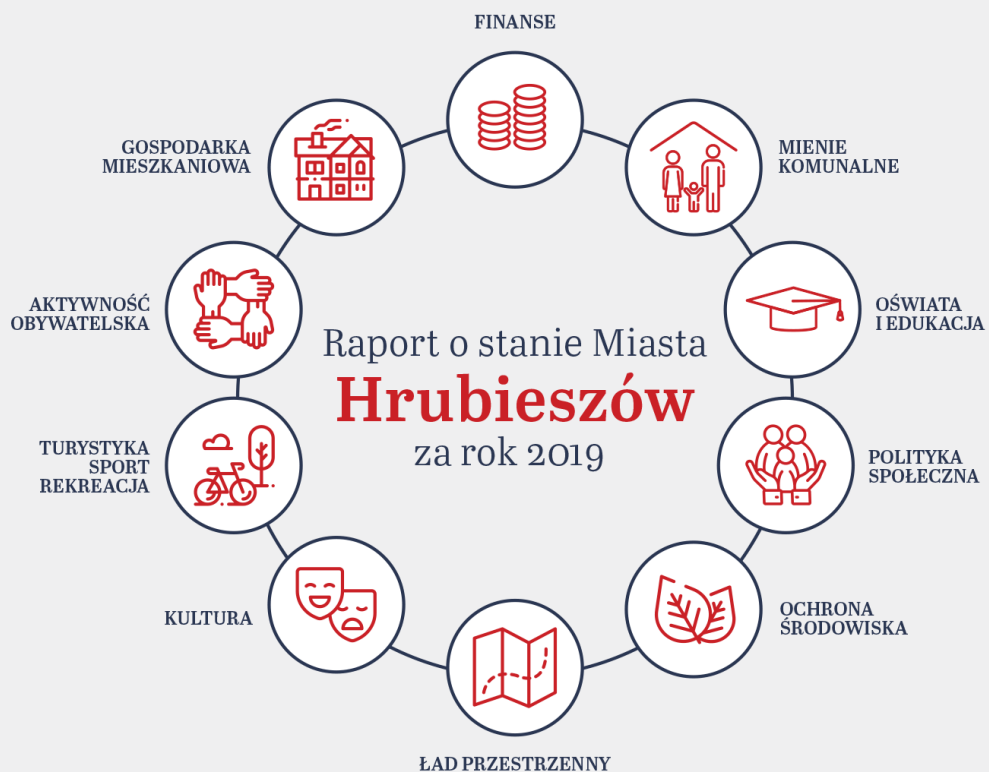 FINANSE
GOSPODARKA
MIESZKANIOWA
MIENIE
KOMUNALNE
AKTYWNOŚĆ
OBYWATELSKA
OŚWIATA
I EDUKACJA
Raport o stanie Miasta
Hrubieszów
za rok 2019
TURYSTYKA
SPORT
REKREACJA
POLITYKA
SPOŁECZNA
KULTURA
OCHRONA
ŚRODOWISKA
ŁAD PRZESTRZENNY